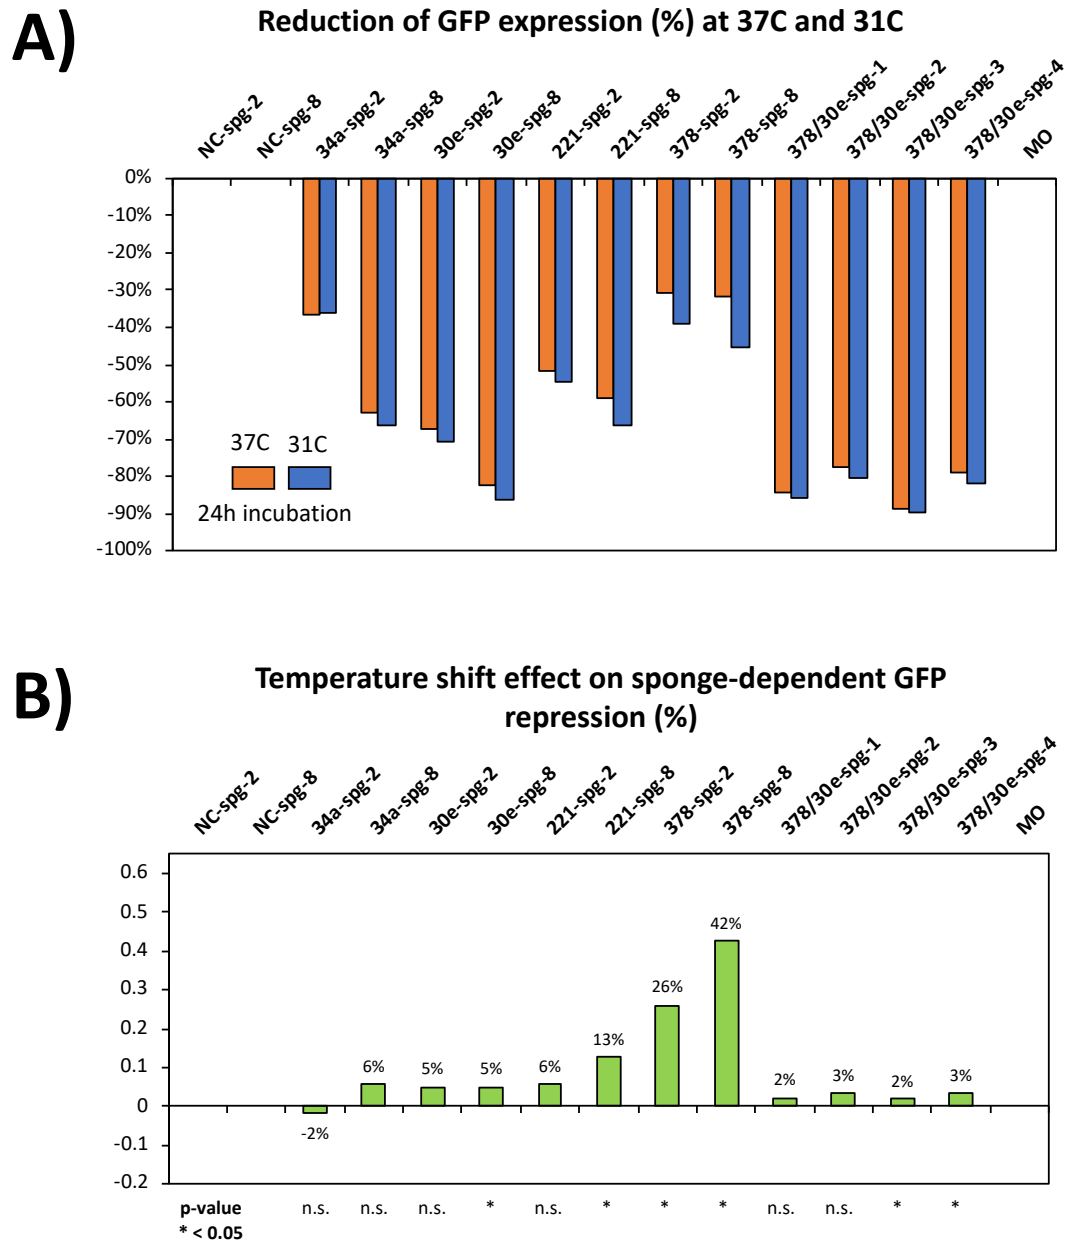 A)
Reduction of GFP expression (%) at 37C and 31C
NC-spg-2
NC-spg-8
34a-spg-2
34a-spg-8
30e-spg-2
30e-spg-8
221-spg-2
221-spg-8
378-spg-2
378-spg-8
378/30e-spg-1
378/30e-spg-2
378/30e-spg-3
378/30e-spg-4
MO
0%
-10%
-20%
-30%
-40%
-50%
-60%
-70%
-80%
-90%
-100%
37C 31C
24h incubation
B)
Temperature shift effect on sponge-dependent GFP
repression (%)
NC-spg-2
NC-spg-8
34a-spg-2
34a-spg-8
30e-spg-2
30e-spg-8
221-spg-2
221-spg-8
378-spg-2
378-spg-8
378/30e-spg-1
378/30e-spg-2
378/30e-spg-3
378/30e-spg-4
MO
0.6
0.5
0.4
0.3
0.2
0.1
0
-0.1
-0.2
-2%
6%
5%
5%
6%
13%
26%
42%
2%
3%
2%
3%
p-value n.s. n.s. n.s. * n.s. * * * n.s. n.s. * *
* < 0.05